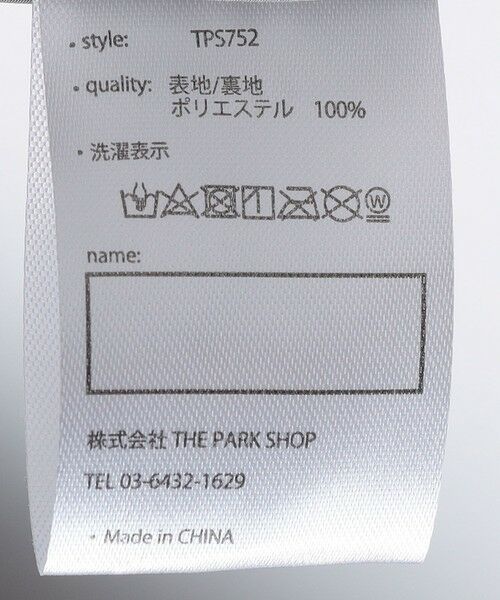 ・style: TPS752
・quality: 表地/裏地
ポリエステル 100%
・洗濯表示
W
name:
株式会社 THE PARK SHOP
TEL 03-6432-1629
・Made in CHINA